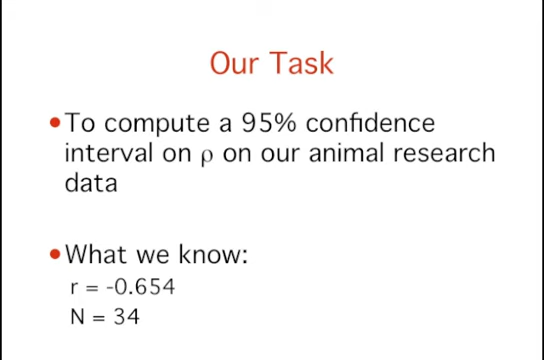 Our Task
•To compute a 95% confidence
interval on ρ on our animal research
data
•What we know:
r = -0.654
N = 34